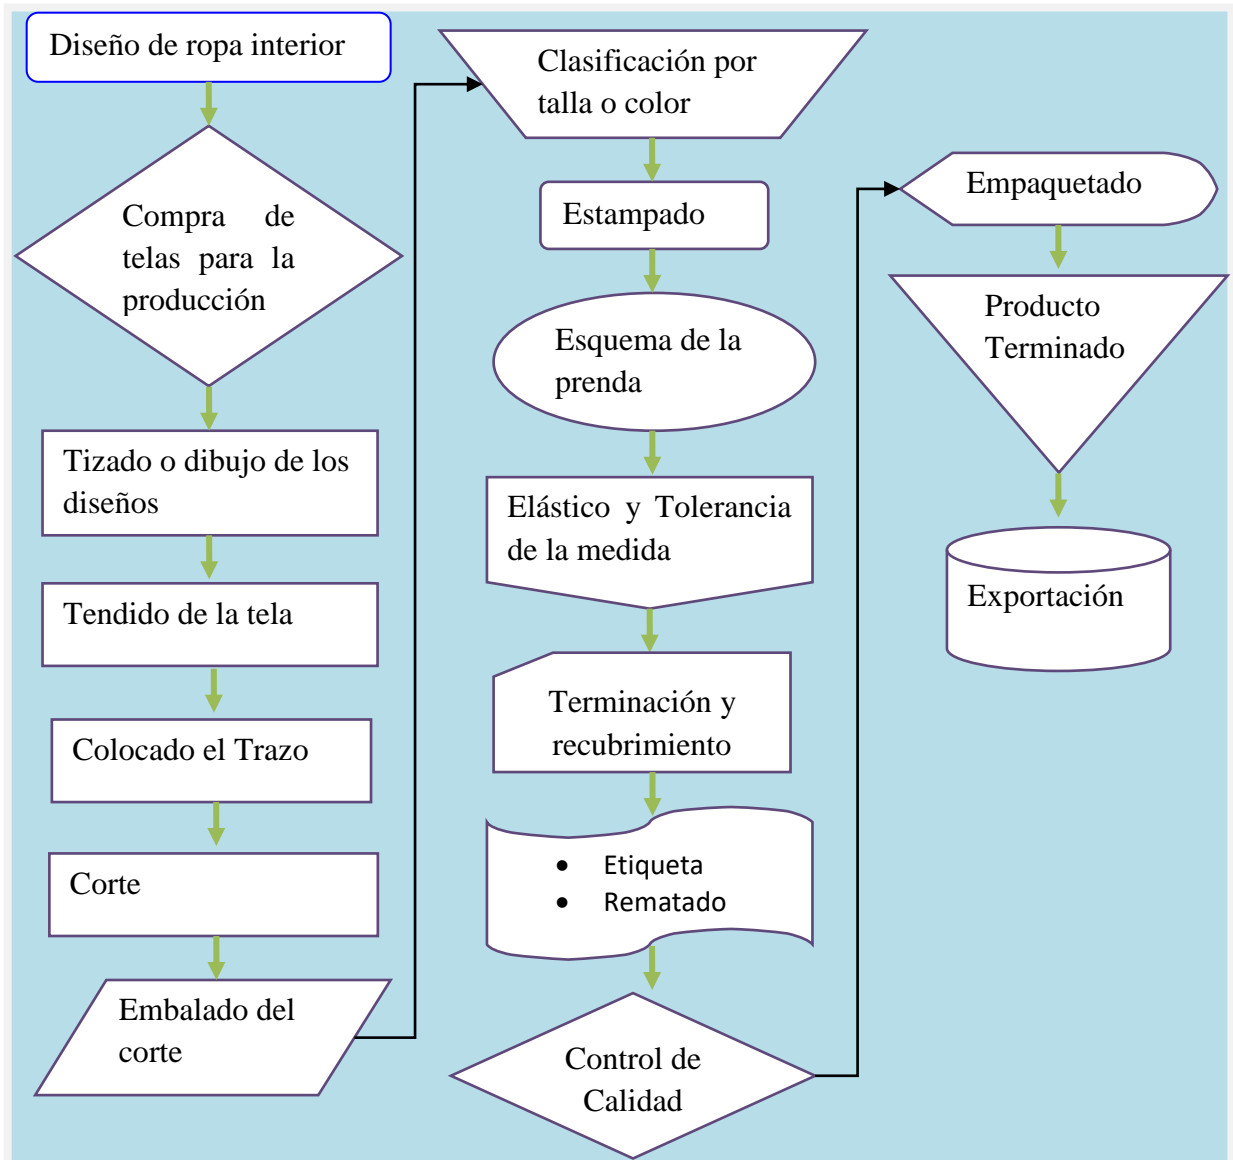 Diseño de ropa interior
Compra de
telas para la
producción
Tizado o dibujo de los
diseños
Tendido de la tela
Colocado el Trazo
Corte
Embalado del
corte
Clasificación por
talla o color
Estampado
Esquema de la
prenda
Elástico y Tolerancia
de la medida
Terminación y
recubrimiento
• Etiqueta
• Rematado
Control de
Calidad
Empaquetado
Producto
Terminado
Exportación